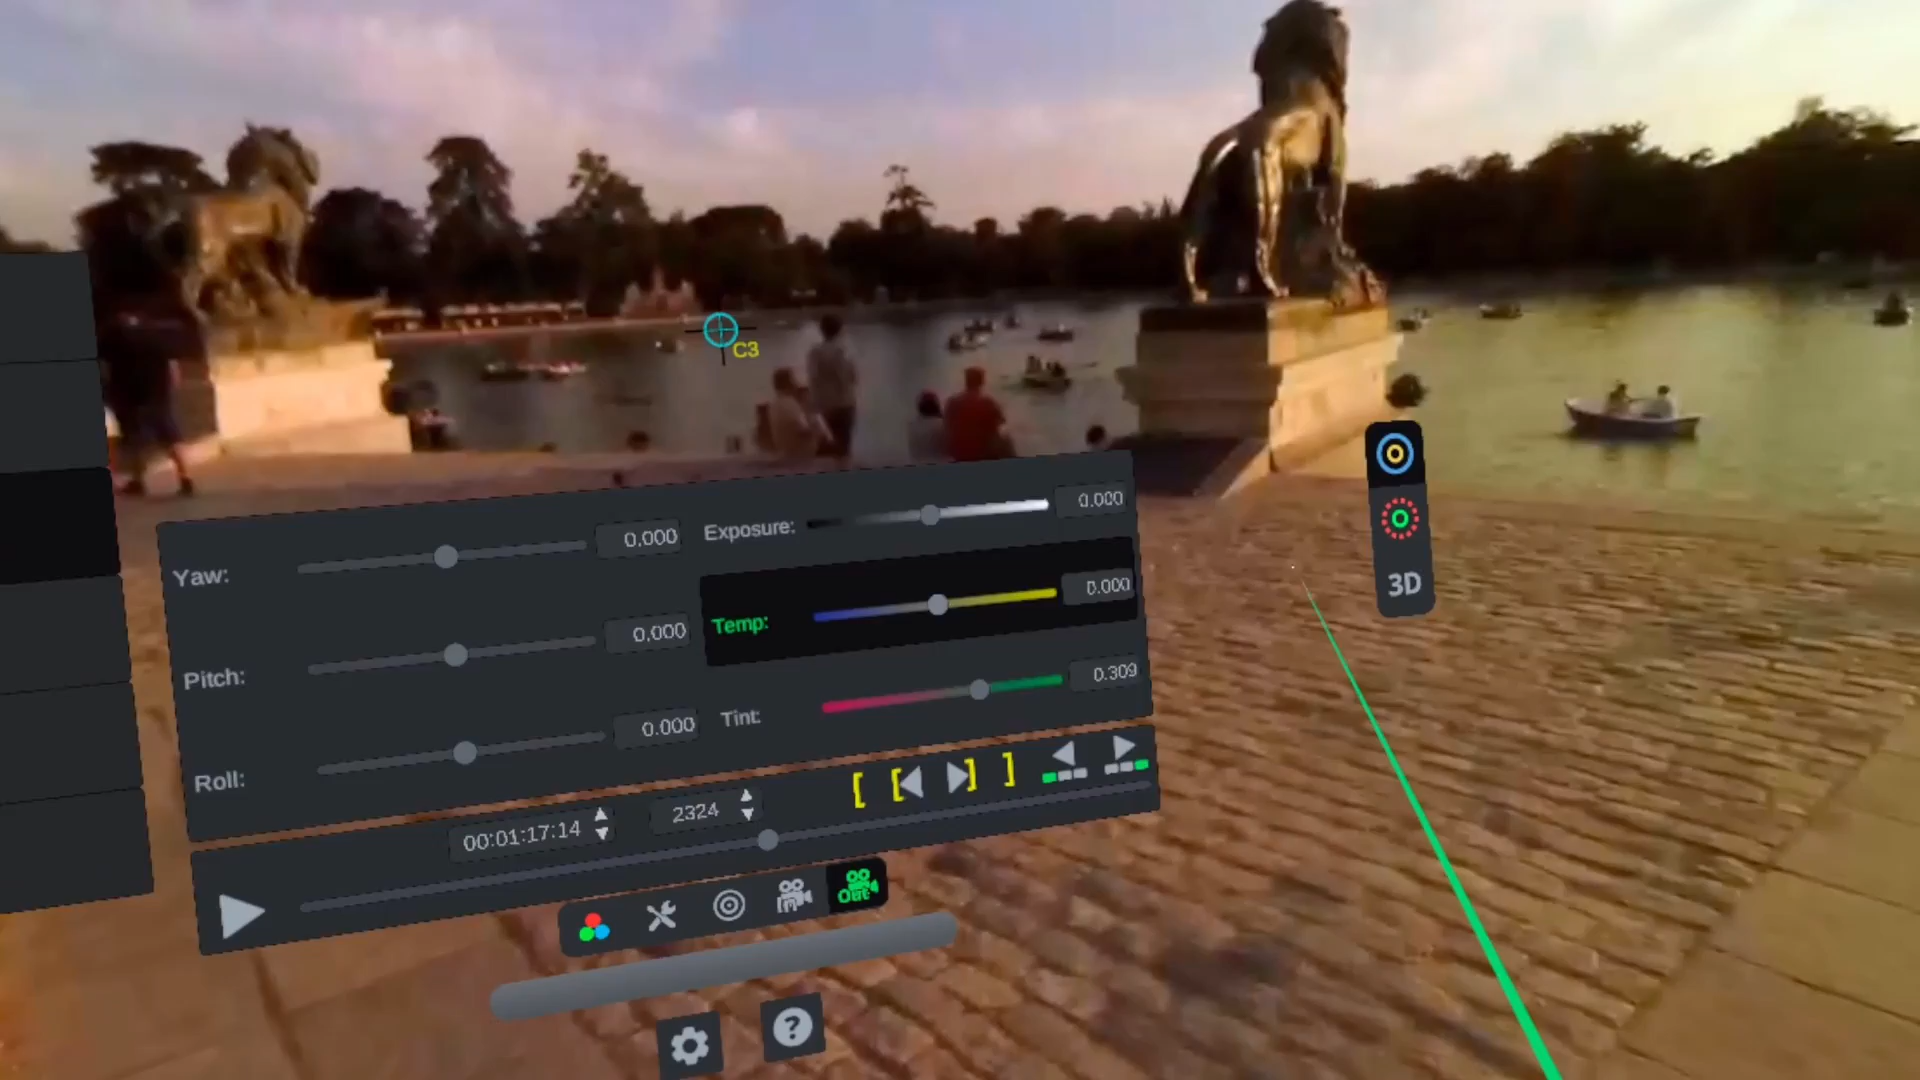 C3
Yaw: 0.000
Exposure: 0.000
Pitch: 0.000
Temp: 0.000
Roll: 0.000
Tint: 0.309
00:01:17:14
2324
[ [ ] ]
Out
3D
?